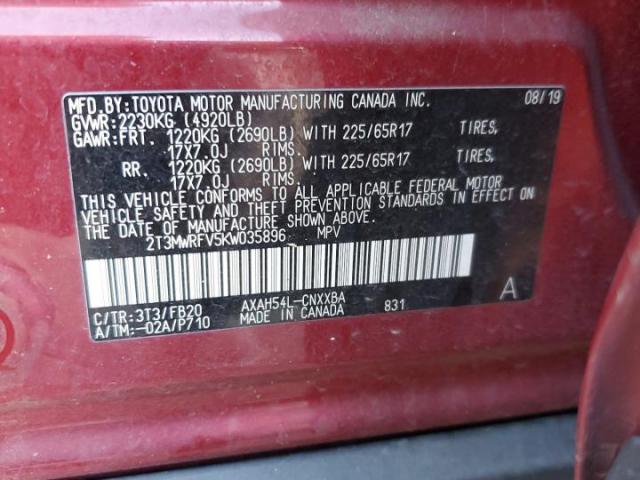 MFD.BY:TOYOTA MOTOR MANUFACTURING CANADA INC. 08/19
GVWR:2230KG (4920LB)
GAWR:FRT. 1220KG (2690LB) WITH 225/65R17 TIRES,
17X7.0J RIMS.
RR. 1220KG (2690LB) WITH 225/65R17 TIRES,
17X7.0J RIMS.
THIS VEHICLE CONFORMS TO ALL APPLICABLE FEDERAL MOTOR
VEHICLE SAFETY AND THEFT PREVENTION STANDARDS IN EFFECT ON
THE DATE OF MANUFACTURE SHOWN ABOVE.
2T3MWRFV5KW035896 MPV
C/TR:3T3/FB20 AXAH54L-CNXXBA A
A/TM:-02A/P710 MADE IN CANADA 831